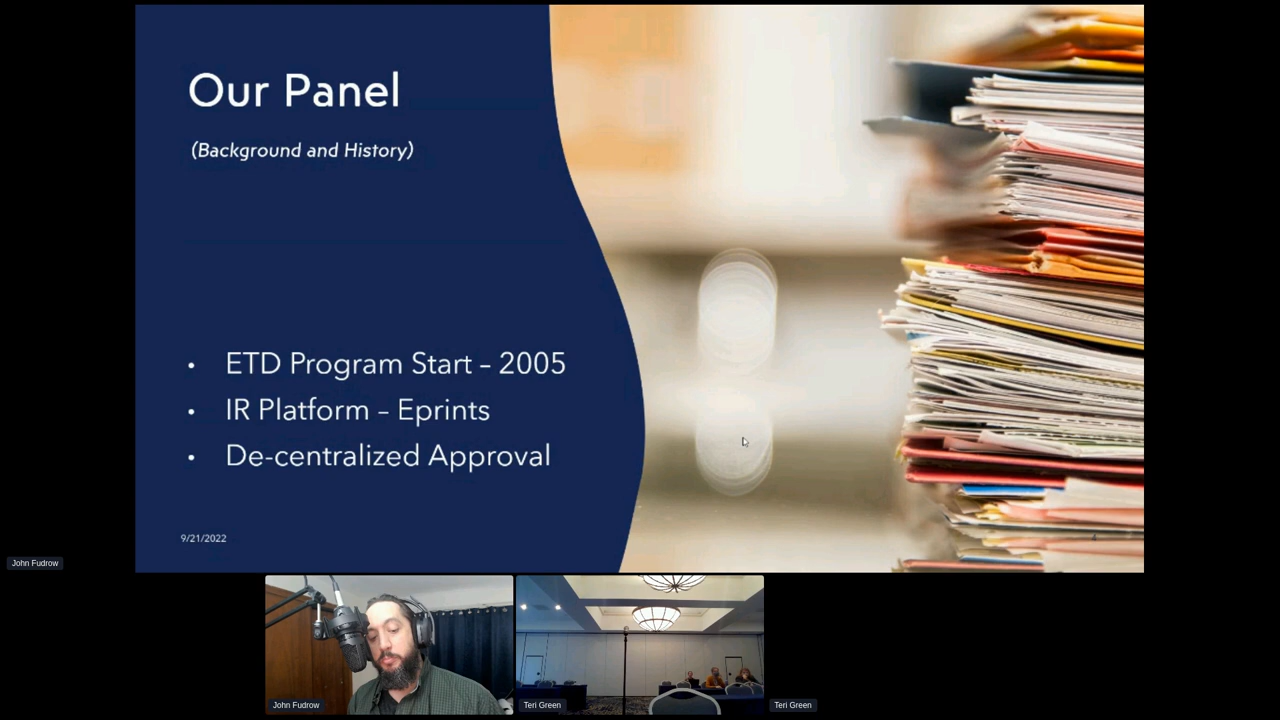 Our Panel
(Background and History)
• ETD Program Start – 2005
• IR Platform – Eprints
• De-centralized Approval
9/21/2022
4
John Fudrow
John Fudrow
Teri Green
Teri Green